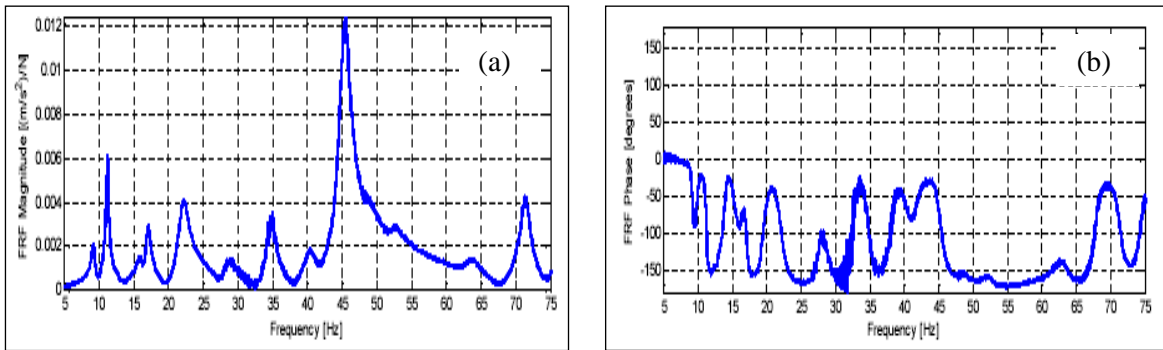 (a)
FRF Magnitude [(m/s²)/N]
0.012
0.01
0.008
0.006
0.004
0.002
0
5 10 15 20 25 30 35 40 45 50 55 60 65 70 75
Frequency [Hz]
(b)
FRF Phase [degrees]
150
100
50
0
-50
-100
-150
5 10 15 20 25 30 35 40 45 50 55 60 65 70 75
Frequency [Hz]